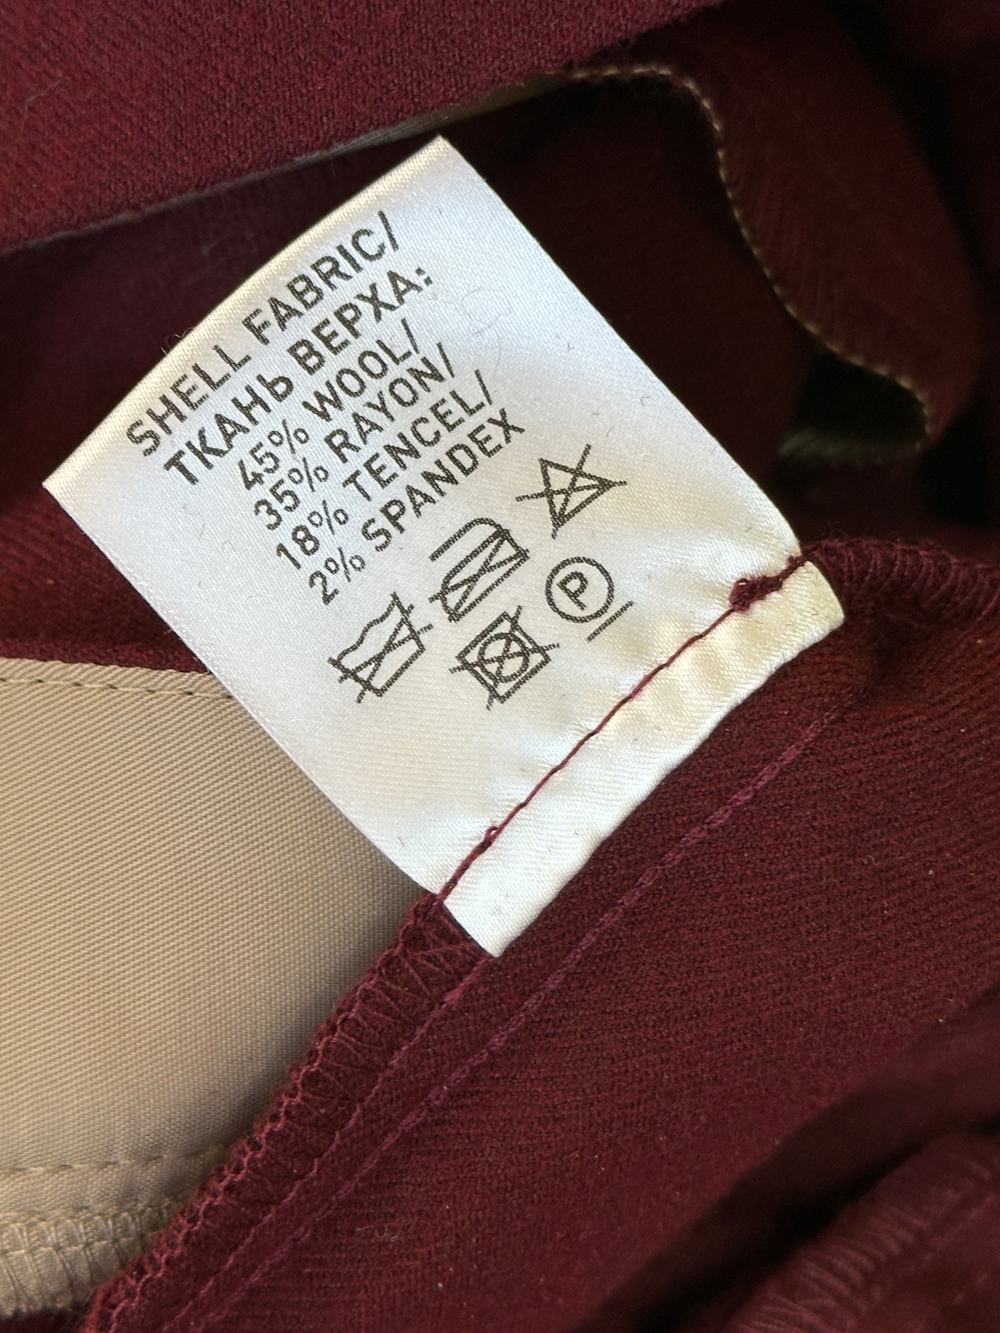 SHELL FABRIC/
ТКАНЬ ВЕРХА:
45% WOOL/
35% RAYON/
18% TENCEL/
2% SPANDEX
P